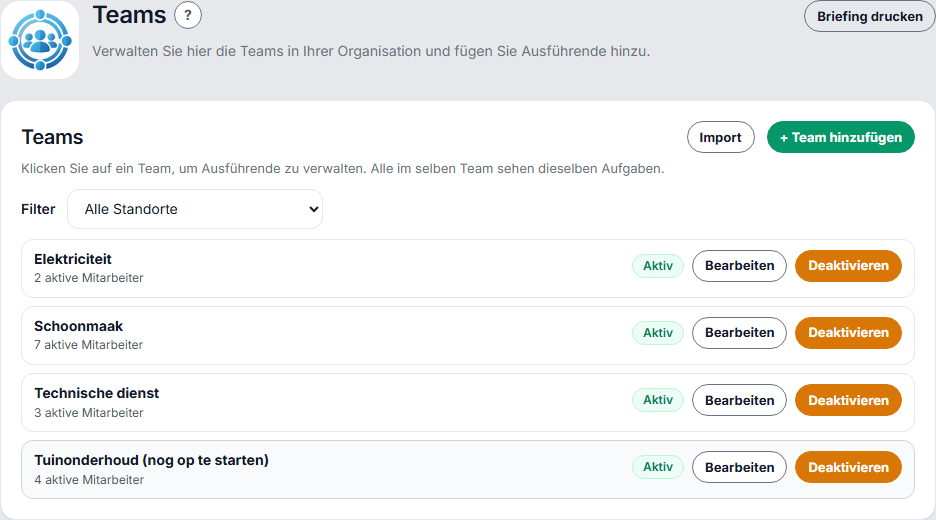 Teams ?
Briefing drucken
Verwalten Sie hier die Teams in Ihrer Organisation und fügen Sie Ausführende hinzu.
Teams
Import
+ Team hinzufügen
Klicken Sie auf ein Team, um Ausführende zu verwalten. Alle im selben Team sehen dieselben Aufgaben.
Filter Alle Standorte
Elektriciteit
2 aktive Mitarbeiter
Aktiv Bearbeiten Deaktivieren
Schoonmaak
7 aktive Mitarbeiter
Aktiv Bearbeiten Deaktivieren
Technische dienst
3 aktive Mitarbeiter
Aktiv Bearbeiten Deaktivieren
Tuinonderhoud (nog op te starten)
4 aktive Mitarbeiter
Aktiv Bearbeiten Deaktivieren